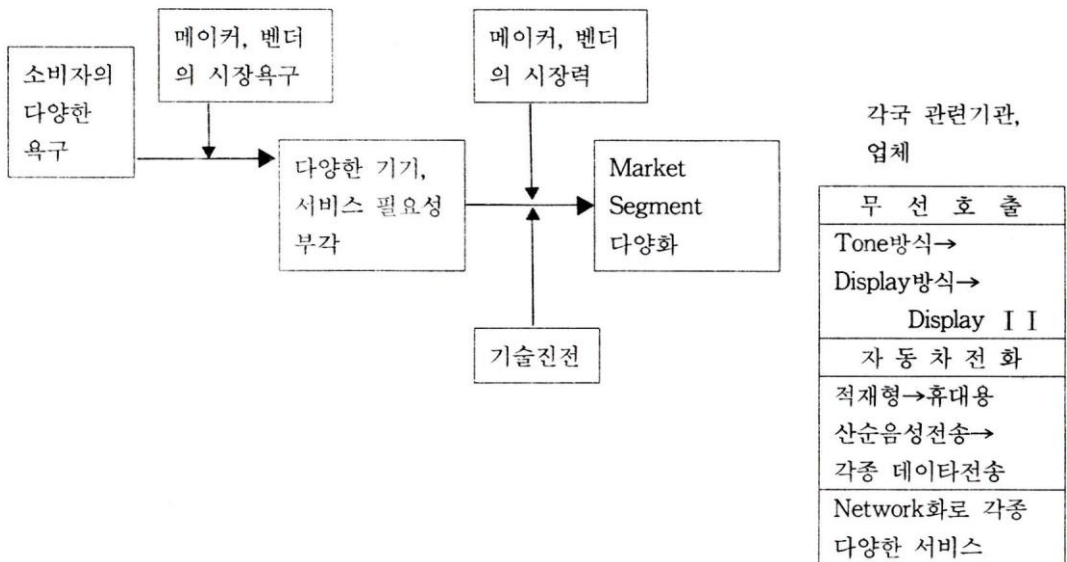 소비자의
다양한
욕구
메이커, 벤더
의 시장욕구
다양한 기기,
서비스 필요성
부각
메이커, 벤더
의 시장력
기술진전
Market
Segment
다양화
각국 관련기관,
업체
무 선 호 출
Tone방식→
Display방식→
Display I I
자 동 차 전 화
적재형→휴대용
산순음성전송→
각종 데이타전송
Network화로 각종
다양한 서비스